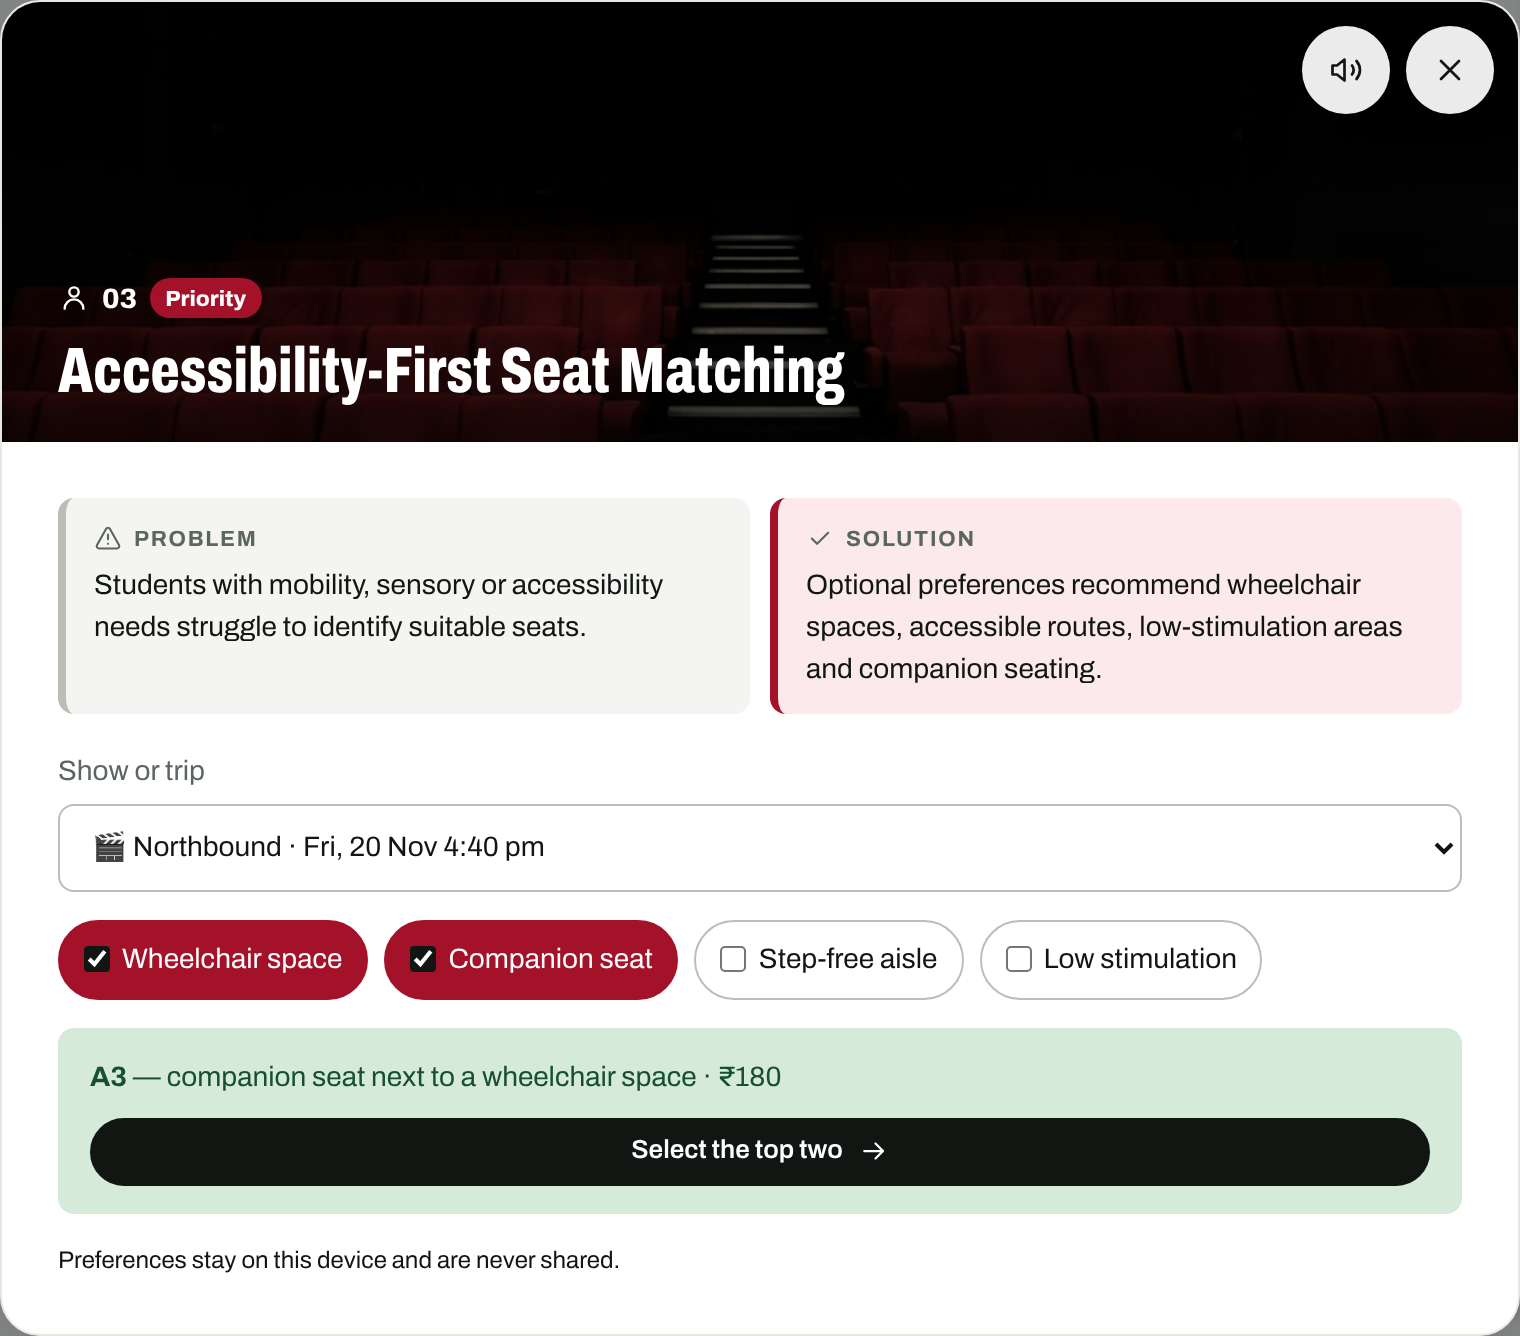 03 Priority
Accessibility-First Seat Matching
PROBLEM
Students with mobility, sensory or accessibility
needs struggle to identify suitable seats.
SOLUTION
Optional preferences recommend wheelchair
spaces, accessible routes, low-stimulation areas
and companion seating.
Show or trip
🎬 Northbound · Fri, 20 Nov 4:40 pm
Wheelchair space
Companion seat
Step-free aisle
Low stimulation
A3 — companion seat next to a wheelchair space · ₹180
Select the top two →
Preferences stay on this device and are never shared.